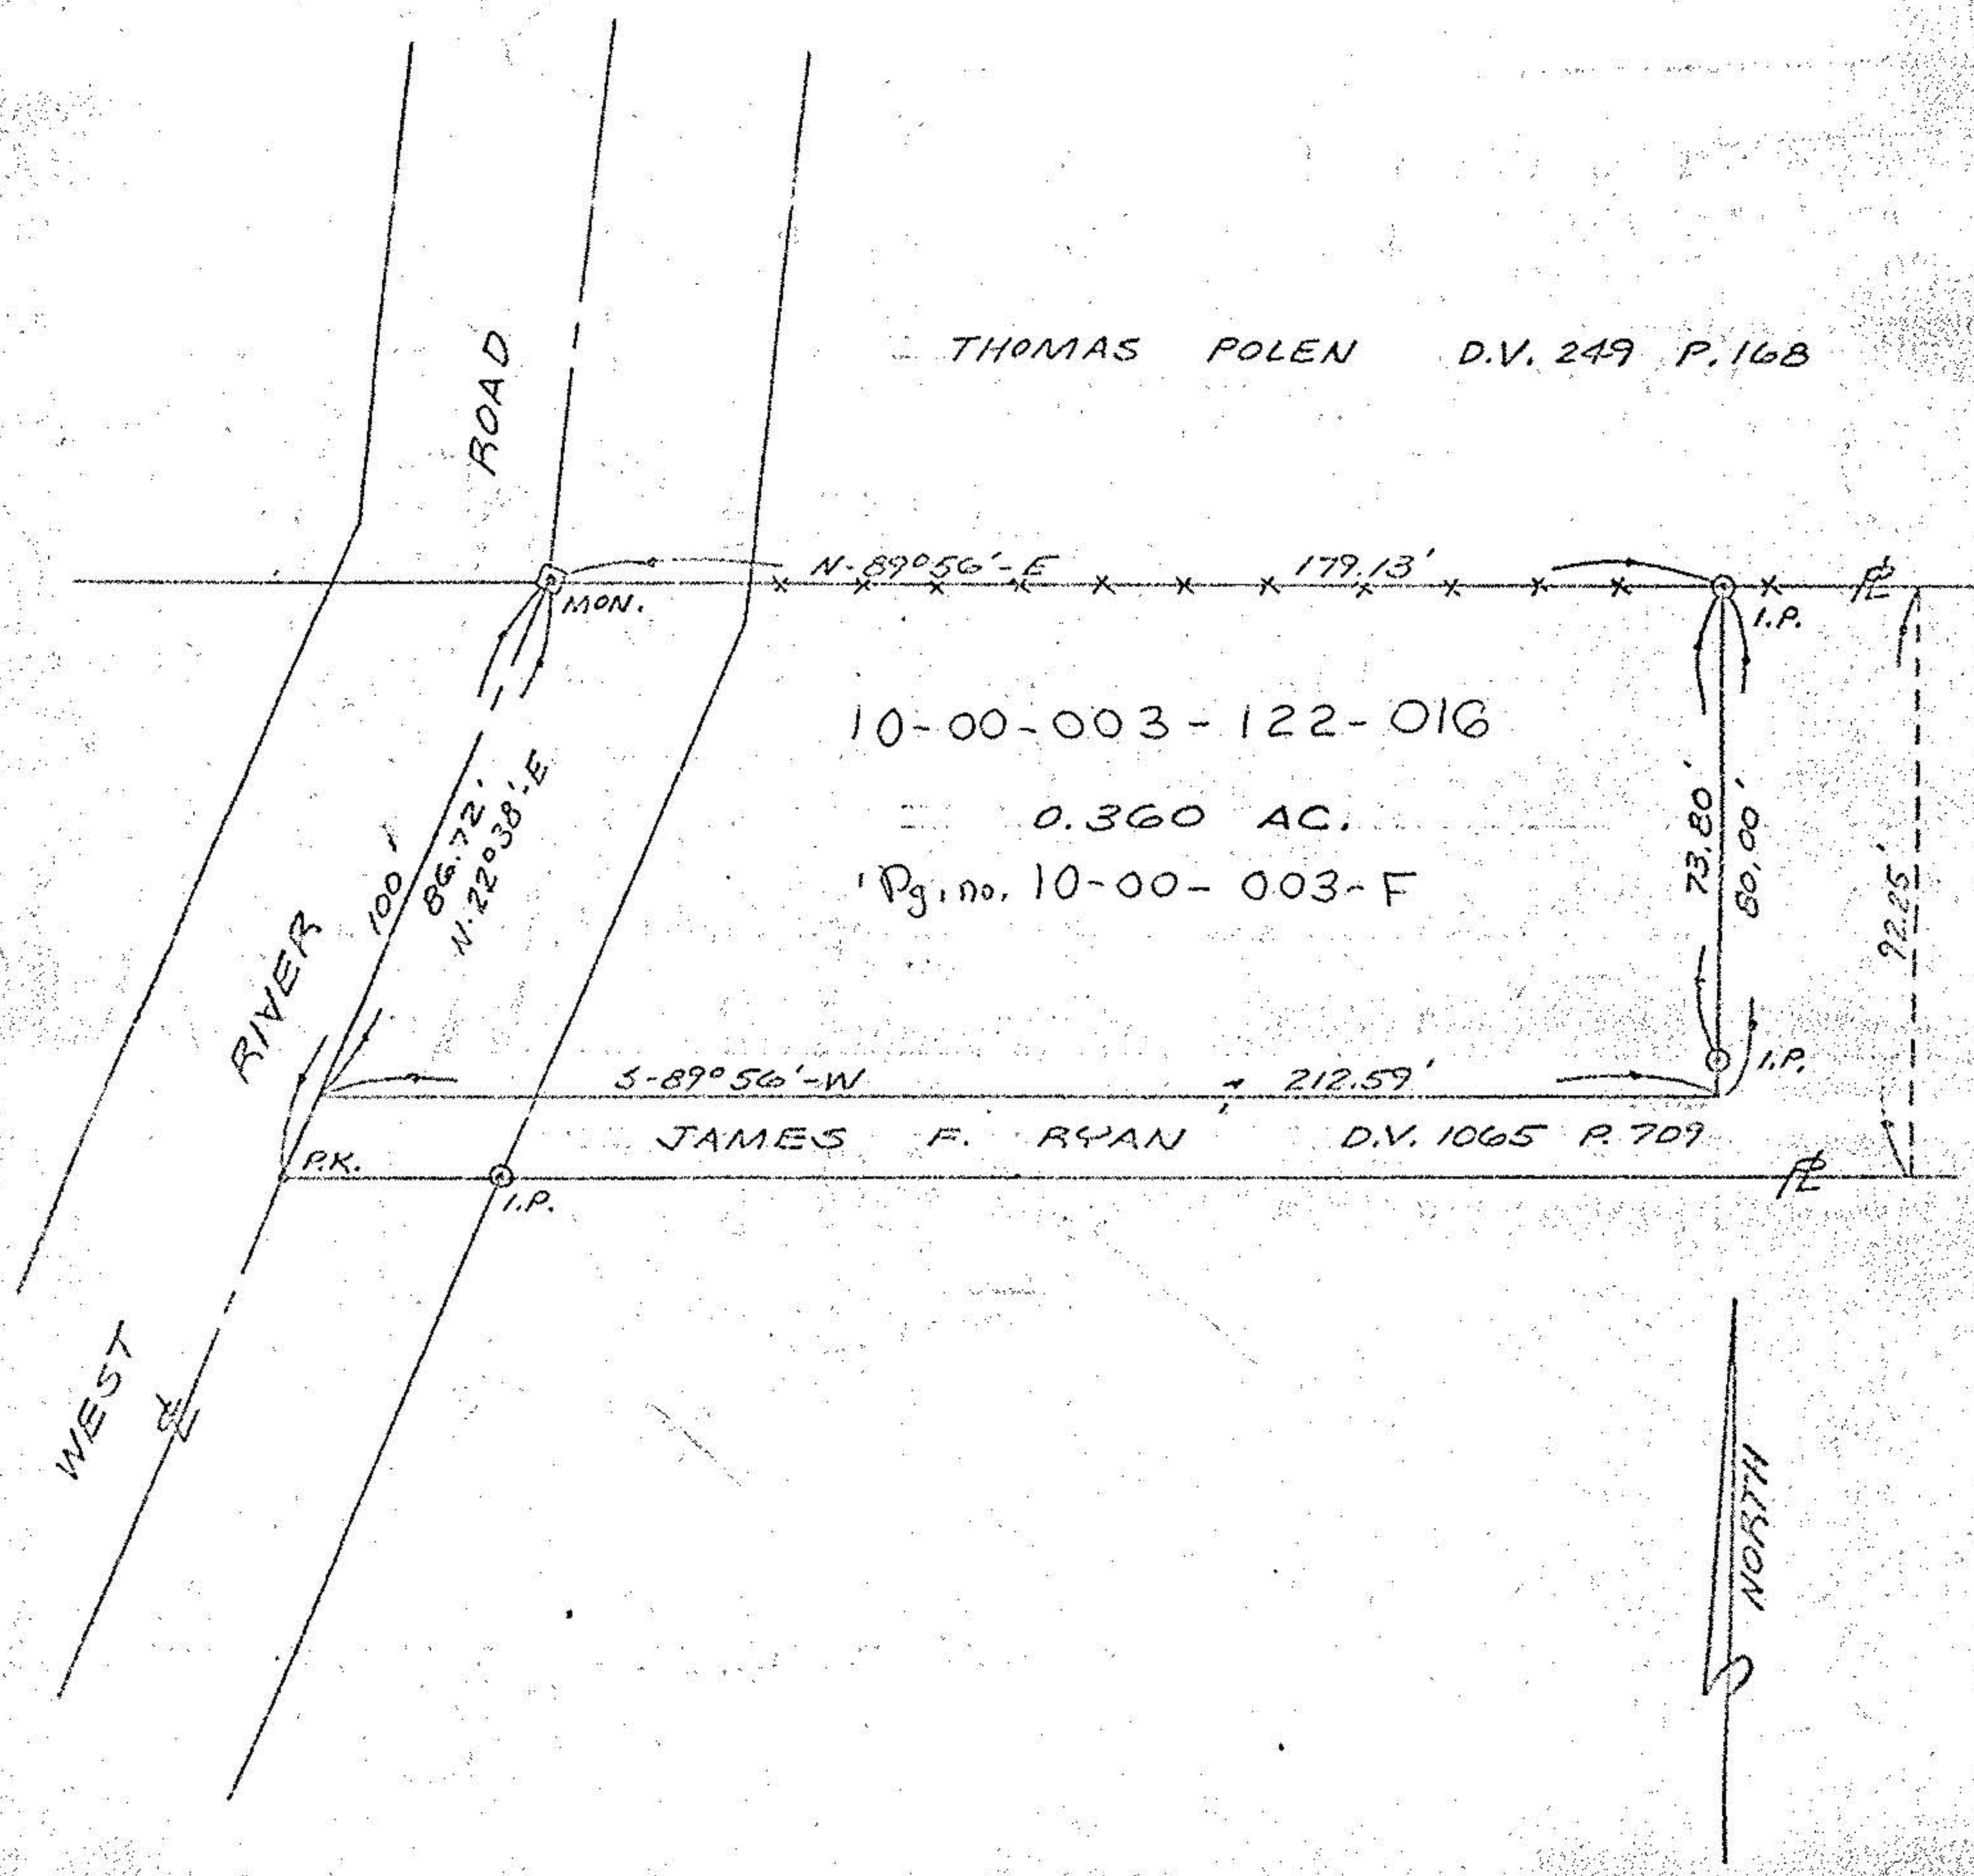 THOMAS POLEN D.V. 249 P. 168
ROAD
N-89°56'-E 179.13'
MON.
I.P.
10-00-003-122-016
0.360 AC.
Pg. no. 10-00-003-F
100'
86.72'
N-22°38'-E
73.80'
80.00'
92.25'
RIVER
I.P.
S-89°56'-W 212.59'
JAMES F. RYAN D.V. 1065 P. 709
P.K.
I.P.
WEST
NORTH